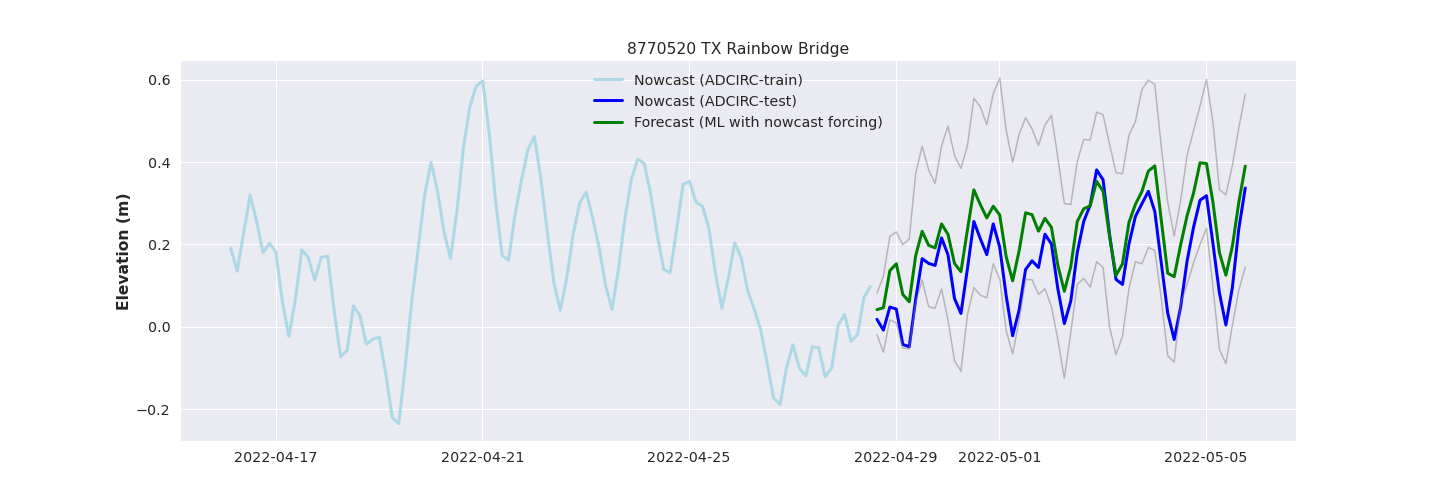 8770520 TX Rainbow Bridge
Nowcast (ADCIRC-train)
Nowcast (ADCIRC-test)
Forecast (ML with nowcast forcing)
Elevation (m)
0.6
0.4
0.2
0.0
−0.2
2022-04-17 2022-04-21 2022-04-25 2022-04-29 2022-05-01 2022-05-05